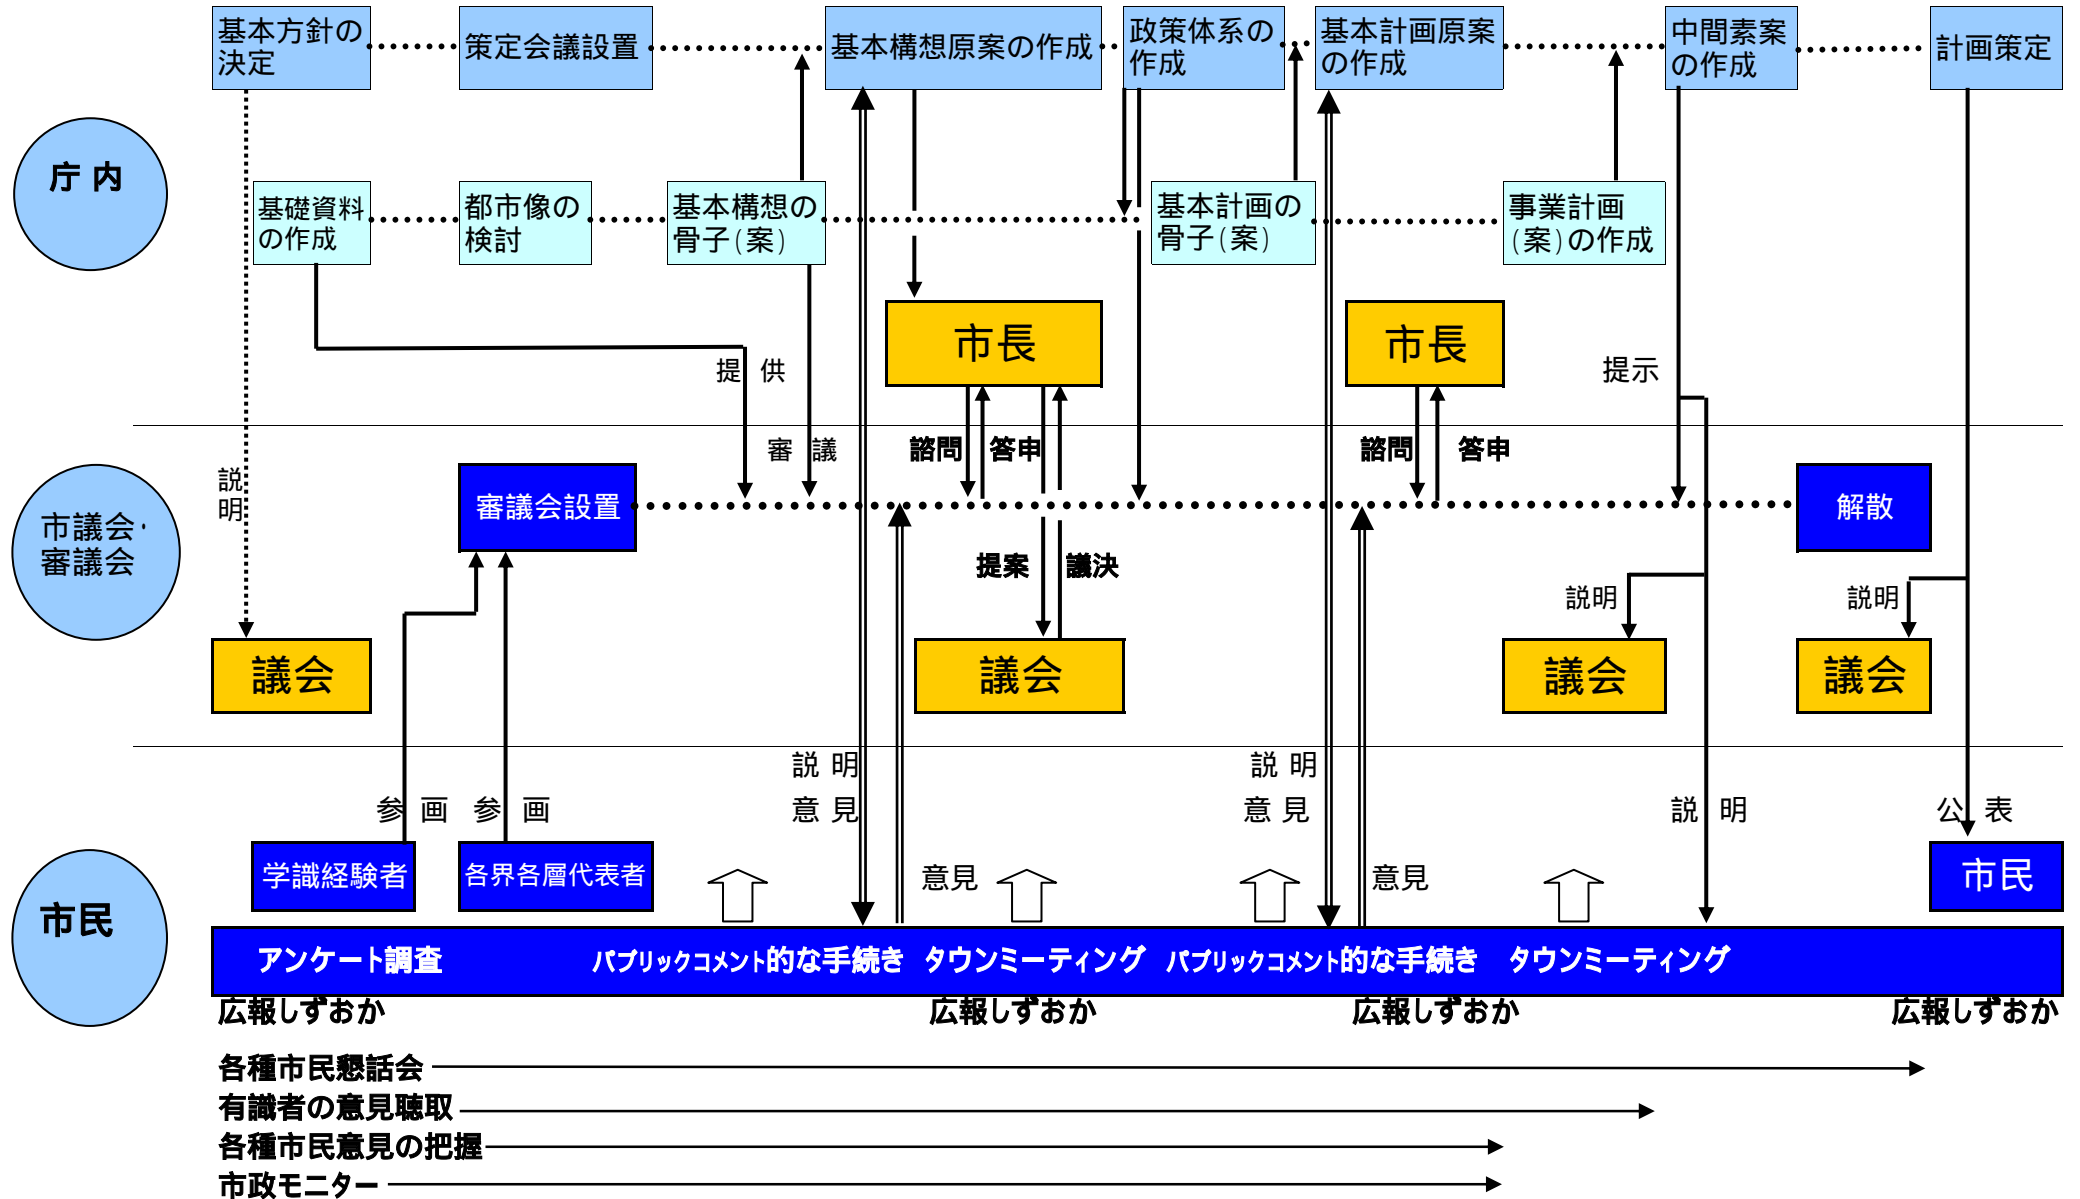 基本方針の
決定
策定会議設置
基本構想原案の作成
政策体系の
作成
基本計画原案
の作成
中間素案
の作成
計画策定
庁 内
基礎資料
の作成
都市像の
検討
基本構想の
骨子(案)
基本計画の
骨子(案)
事業計画
(案)の作成
市長
市長
提 供
提示
審 議
諮問
答申
諮問
答申
説
明
市議会・
審議会
審議会設置
解散
提案
議決
説明
説明
議会
議会
議会
議会
説 明
意 見
説 明
意 見
参 画
参 画
説 明
公 表
市民
学識経験者
各界各層代表者
意見
意見
市民
アンケート調査
パブリックコメント的な手続き
タウンミーティング
パブリックコメント的な手続き
タウンミーティング
広報しずおか
広報しずおか
広報しずおか
広報しずおか
各種市民懇話会
有識者の意見聴取
各種市民意見の把握
市政モニター